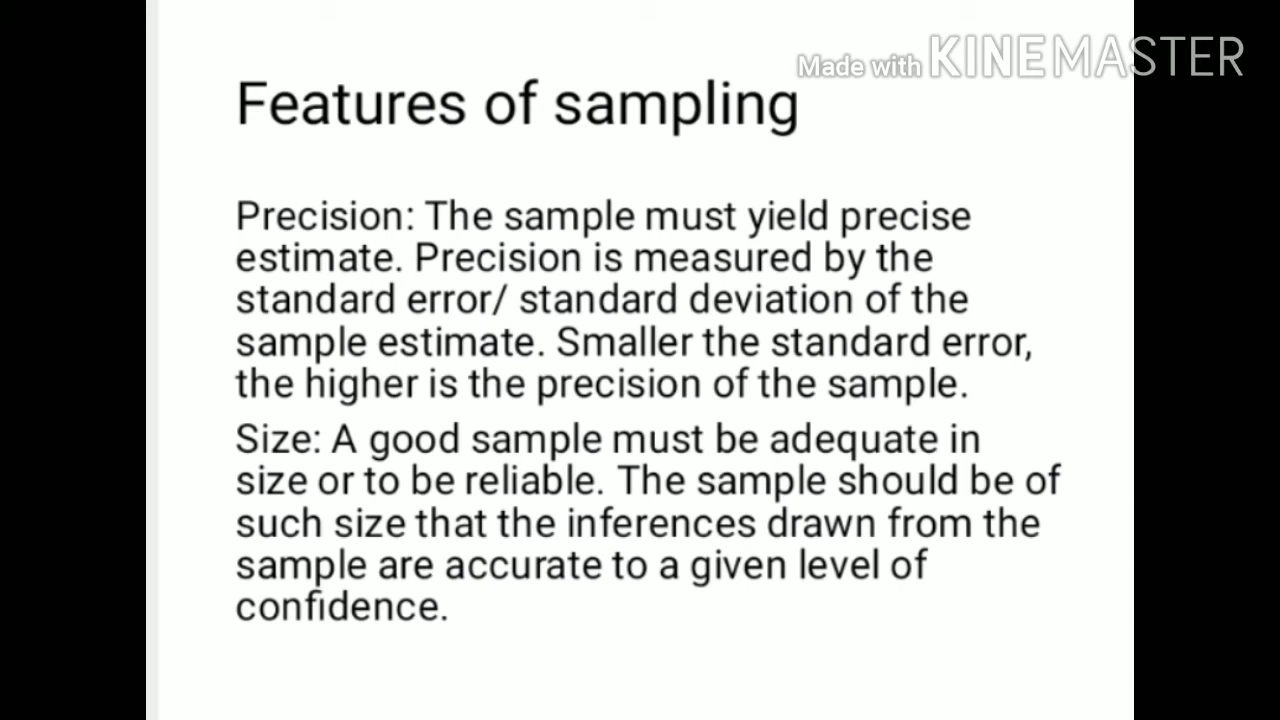 Made with KINEMASTER
Features of sampling
Precision: The sample must yield precise
estimate. Precision is measured by the
standard error/ standard deviation of the
sample estimate. Smaller the standard error,
the higher is the precision of the sample.
Size: A good sample must be adequate in
size or to be reliable. The sample should be of
such size that the inferences drawn from the
sample are accurate to a given level of
confidence.